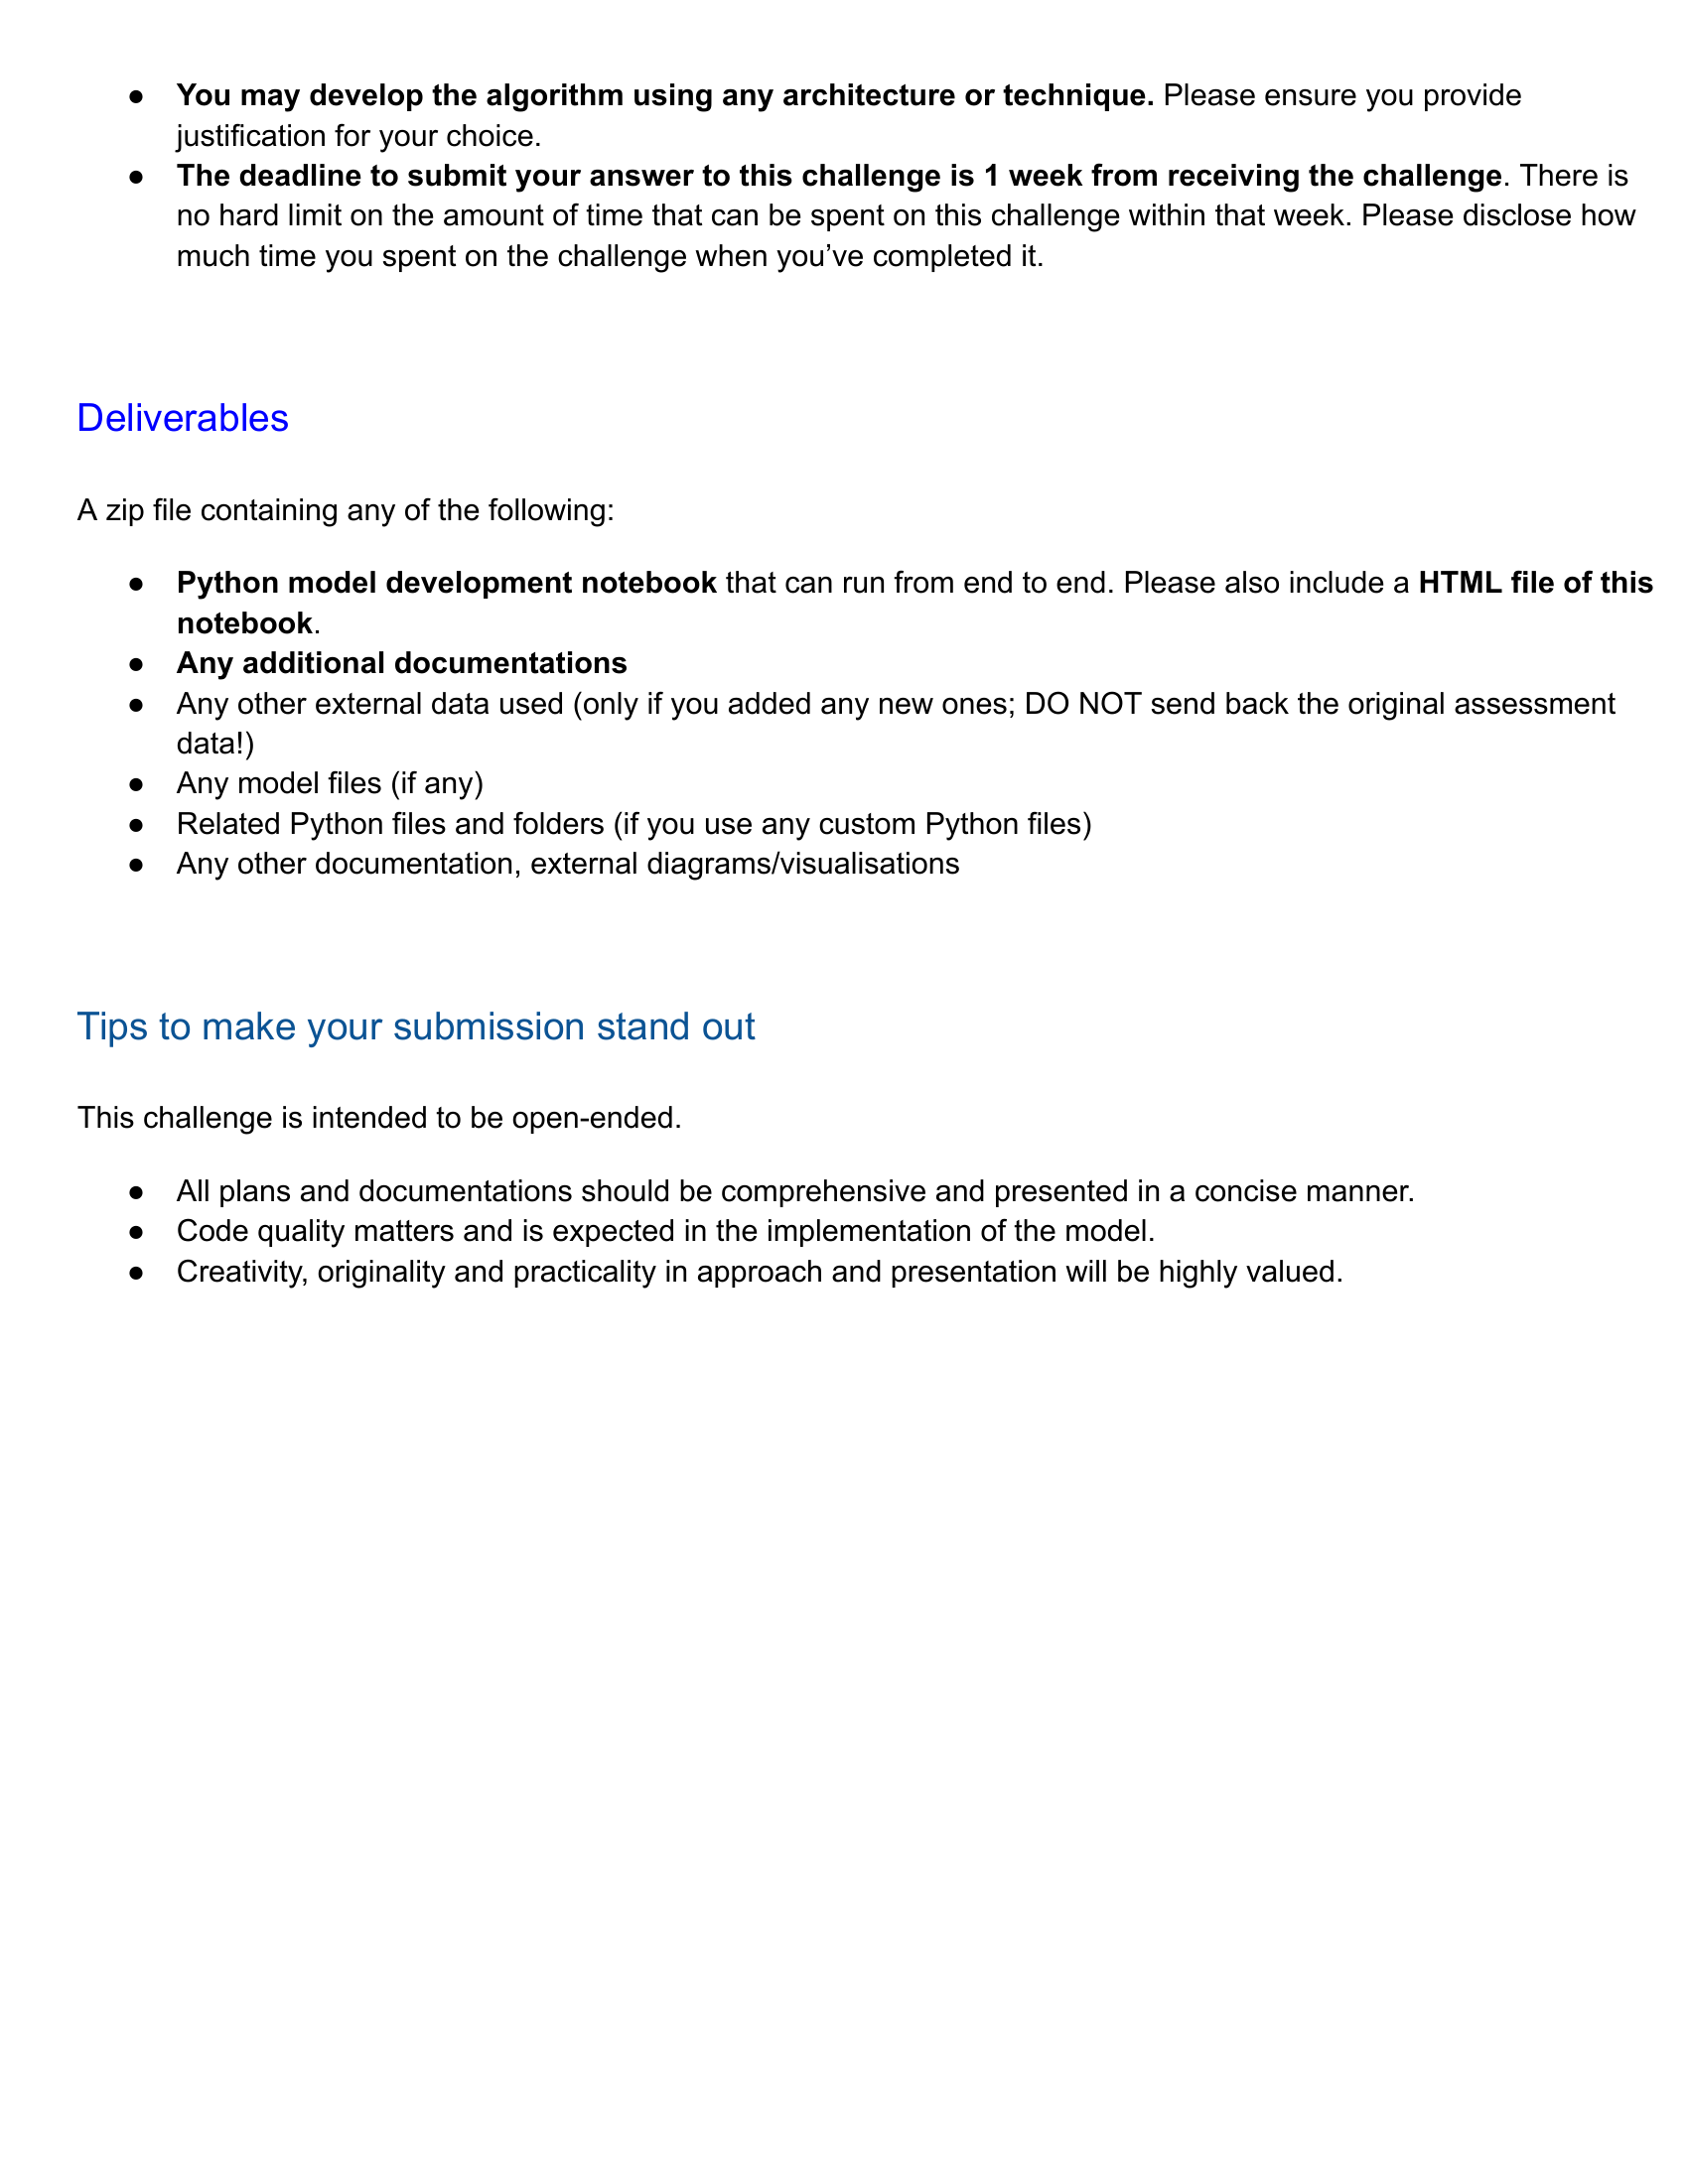 ● You may develop the algorithm using any architecture or technique. Please ensure you provide
justification for your choice.
● The deadline to submit your answer to this challenge is 1 week from receiving the challenge. There is
no hard limit on the amount of time that can be spent on this challenge within that week. Please disclose how
much time you spent on the challenge when you’ve completed it.
Deliverables
A zip file containing any of the following:
● Python model development notebook that can run from end to end. Please also include a HTML file of this
notebook.
● Any additional documentations
● Any other external data used (only if you added any new ones; DO NOT send back the original assessment
data!)
● Any model files (if any)
● Related Python files and folders (if you use any custom Python files)
● Any other documentation, external diagrams/visualisations
Tips to make your submission stand out
This challenge is intended to be open-ended.
● All plans and documentations should be comprehensive and presented in a concise manner.
● Code quality matters and is expected in the implementation of the model.
● Creativity, originality and practicality in approach and presentation will be highly valued.